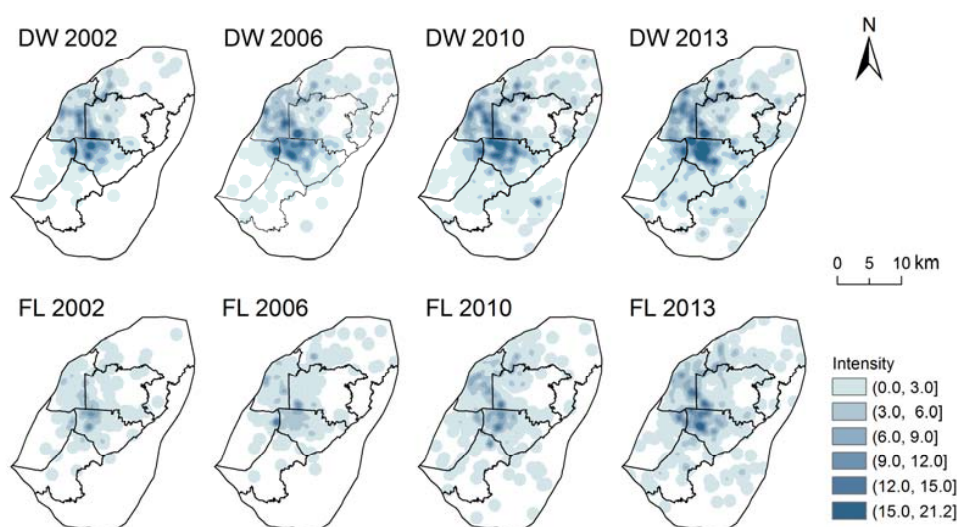 DW 2002
DW 2006
DW 2010
DW 2013
N
0 5 10 km
FL 2002
FL 2006
FL 2010
FL 2013
Intensity
(0.0, 3.0]
(3.0, 6.0]
(6.0, 9.0]
(9.0, 12.0]
(12.0, 15.0]
(15.0, 21.2]